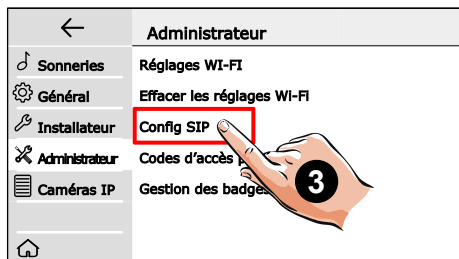 Administrateur
Sonneries
Général
Installateur
Administrateur
Caméras IP
Réglages WI-FI
Effacer les réglages Wi-Fi
Config SIP
Codes d'accès
Gestion des badges
3